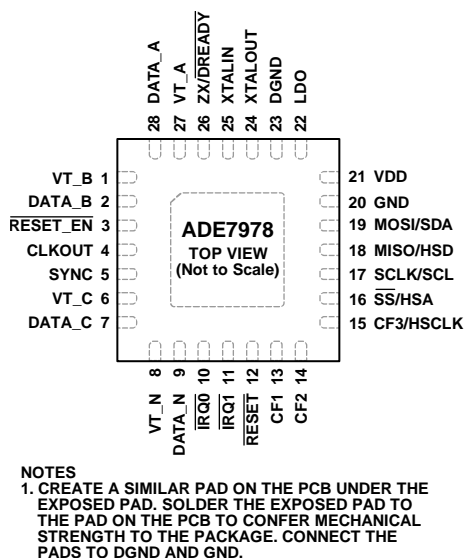 28 DATA_A
27 VT_A
26 ZX/DREADY
25 XTALIN
24 XTALOUT
23 DGND
22 LDO
VT_B 1
DATA_B 2
RESET_EN 3
CLKOUT 4
SYNC 5
VT_C 6
DATA_C 7
ADE7978
TOP VIEW
(Not to Scale)
21 VDD
20 GND
19 MOSI/SDA
18 MISO/HSD
17 SCLK/SCL
16 SS/HSA
15 CF3/HSCLK
VT_N 8
DATA_N 9
IRQ0 10
IRQ1 11
RESET 12
CF1 13
CF2 14
NOTES
1. CREATE A SIMILAR PAD ON THE PCB UNDER THE
EXPOSED PAD. SOLDER THE EXPOSED PAD TO
THE PAD ON THE PCB TO CONFER MECHANICAL
STRENGTH TO THE PACKAGE. CONNECT THE
PADS TO DGND AND GND.